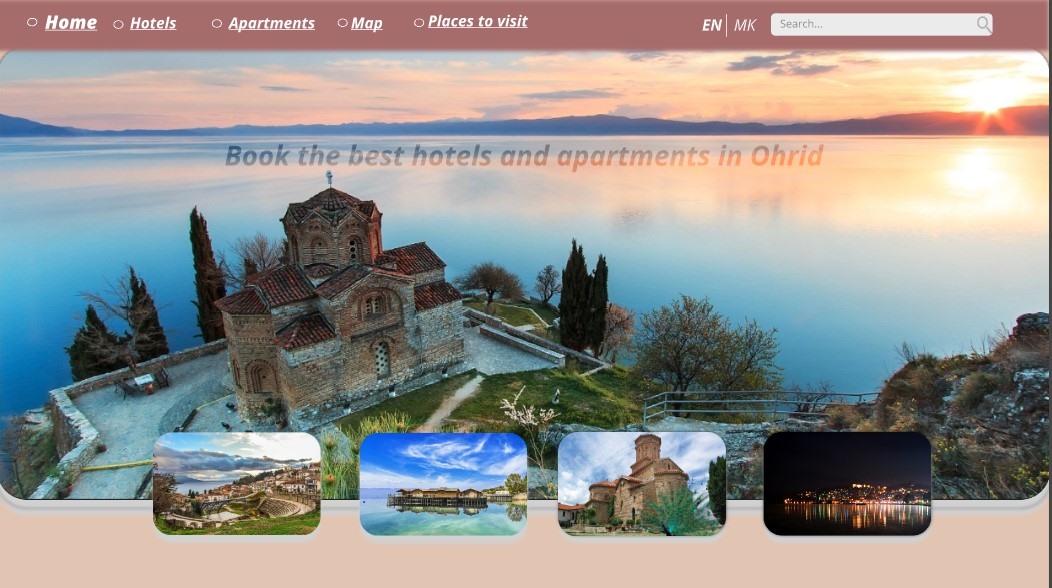 Home Hotels Apartments Map Places to visit EN MK Search...
Book the best hotels and apartments in Ohrid